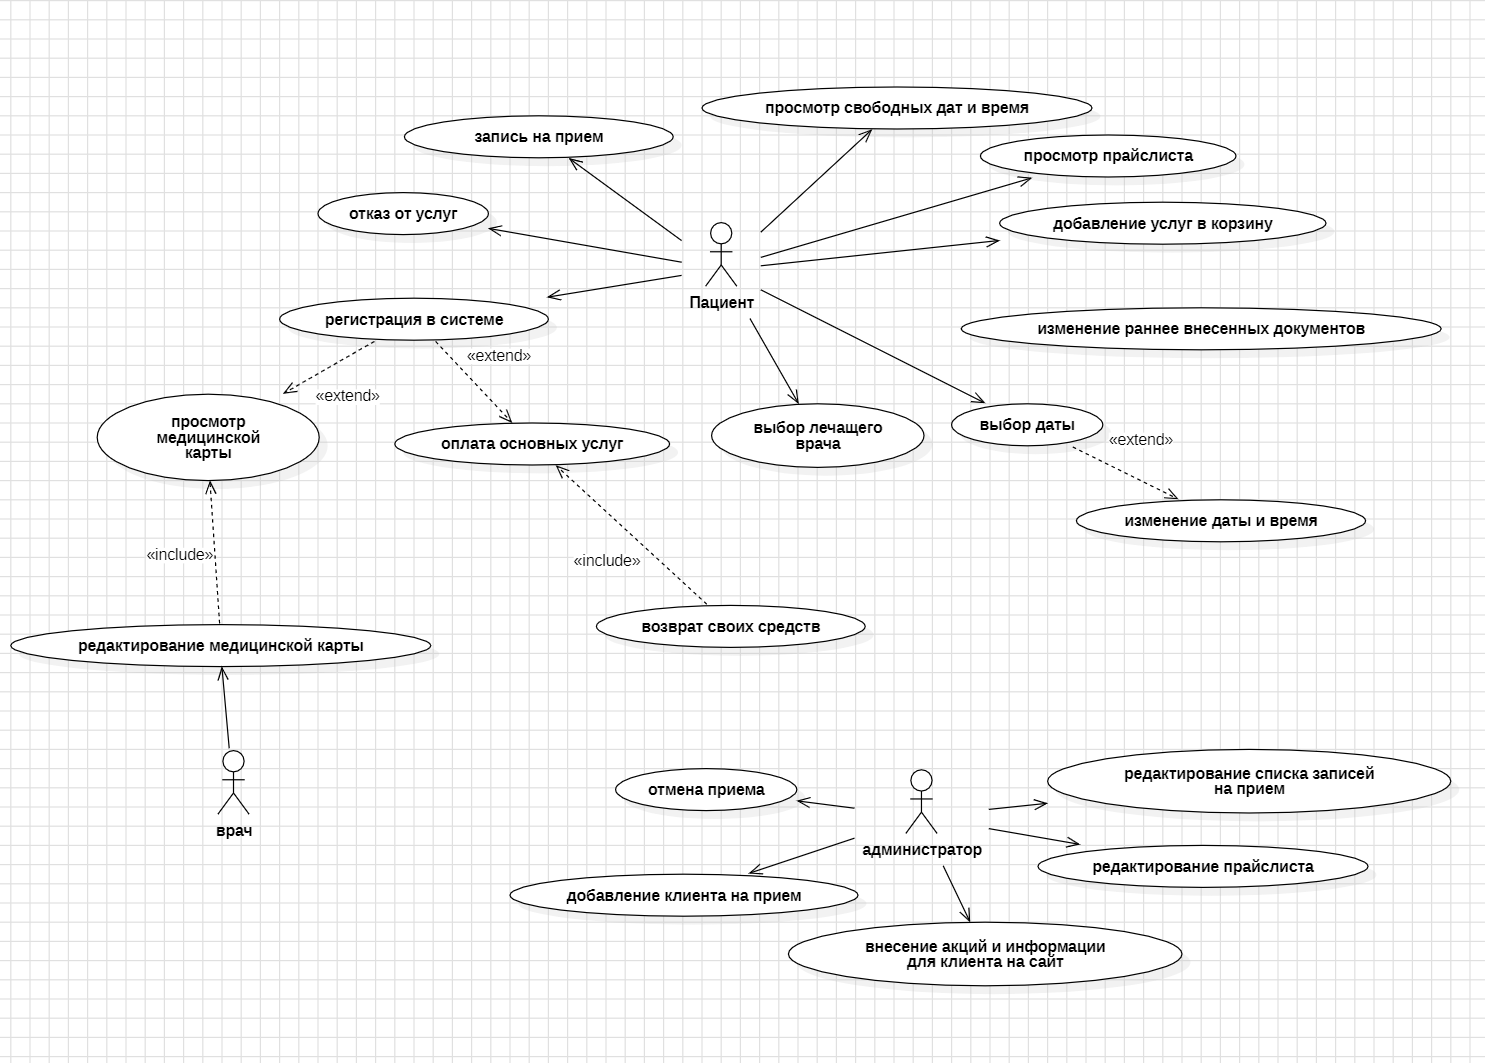 просмотр свободных дат и время
запись на прием
просмотр прайслиста
отказ от услуг
добавление услуг в корзину
Пациент
регистрация в системе
изменение раннее внесенных документов
«extend»
«extend»
просмотр
медицинской
карты
оплата основных услуг
выбор лечащего
врача
выбор даты
«extend»
изменение даты и время
«include»
«include»
возврат своих средств
редактирование медицинской карты
врач
отмена приема
администратор
редактирование списка записей
на прием
редактирование прайслиста
добавление клиента на прием
внесение акций и информации
для клиента на сайт